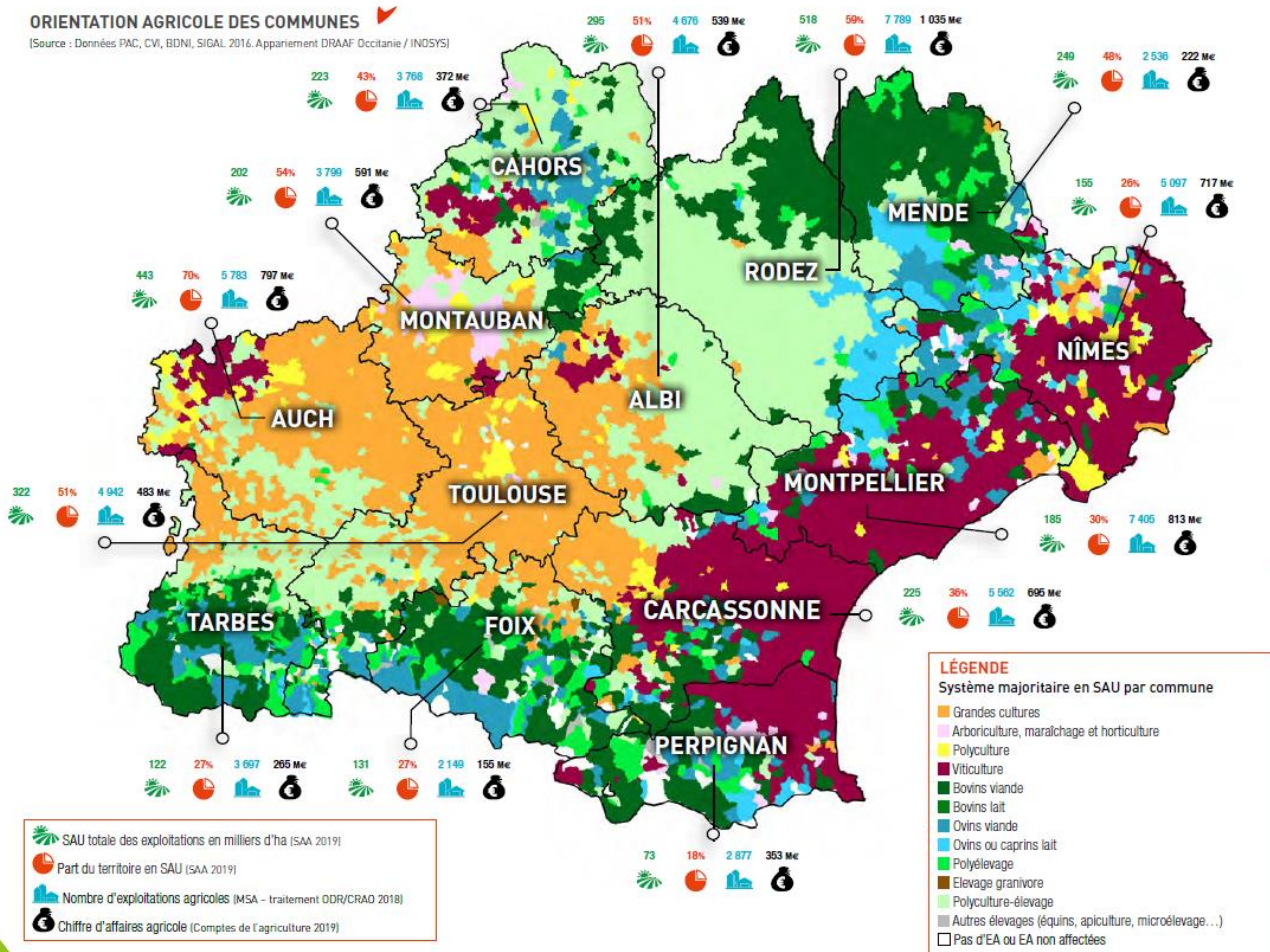 ORIENTATION AGRICOLE DES COMMUNES
(Source : Données PAC, CVI, BDNI, SIGAL 2016. Appariement DRAAF Occitanie / INOSYS)
295 51% 4 676 539 M€
518 59% 7 789 1 035 M€
249 48% 2 536 222 M€
223 43% 3 768 372 M€
CAHORS
202 54% 3 799 591 M€
MENDE
155 26% 5 097 717 M€
RODEZ
443 70% 5 783 797 M€
MONTAUBAN
NÎMES
ALBI
AUCH
MONTPELLIER
TOULOUSE
322 51% 4 942 483 M€
185 30% 7 405 813 M€
225 36% 5 562 695 M€
CARCASSONNE
TARBES
FOIX
PERPIGNAN
122 27% 3 697 265 M€
131 27% 2 149 155 M€
73 18% 2 877 353 M€
LÉGENDE
Système majoritaire en SAU par commune
Grandes cultures
Arboriculture, maraîchage et horticulture
Polyculture
Viticulture
Bovins viande
Bovins lait
Ovins viande
Ovins ou caprins lait
Polyélevage
Elevage granivore
Polyculture-élevage
Autres élevages (équins, apiculture, microélevage...)
Pas d'EA ou EA non affectées
SAU totale des exploitations en milliers d'ha (SAA 2019)
Part du territoire en SAU (SAA 2019)
Nombre d'exploitations agricoles (MSA - traitement ODR/CRAO 2018)
Chiffre d'affaires agricole (Comptes de l'agriculture 2019)